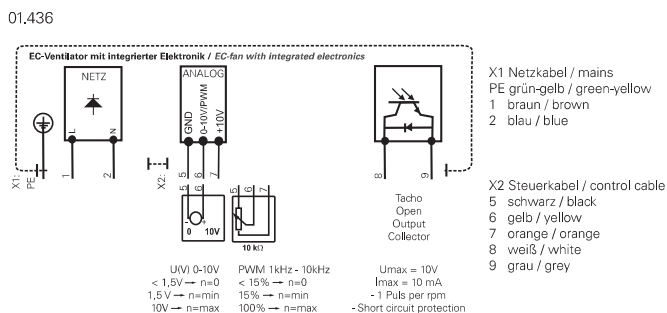 01.436
EC-Ventilator mit integrierter Elektronik / EC-fan with integrated electronics
NETZ
L
N
ANALOG
GND
0-10V/PWM
+10V
X1:
PE
1
2
X2:
5
6
7
8
9
5
6
5
6
7
- +
0 10V
10 kΩ
Tacho
Open
Output
Collector
U(V) 0-10V
< 1,5V → n=0
1,5 V → n=min
10V → n=max
PWM 1kHz - 10kHz
< 15% → n=0
15% → n=min
100% → n=max
Umax = 10V
Imax = 10 mA
- 1 Puls per rpm
- Short circuit protection
X1 Netzkabel / mains
PE grün-gelb / green-yellow
1 braun / brown
2 blau / blue
X2 Steuerkabel / control cable
5 schwarz / black
6 gelb / yellow
7 orange / orange
8 weiß / white
9 grau / grey